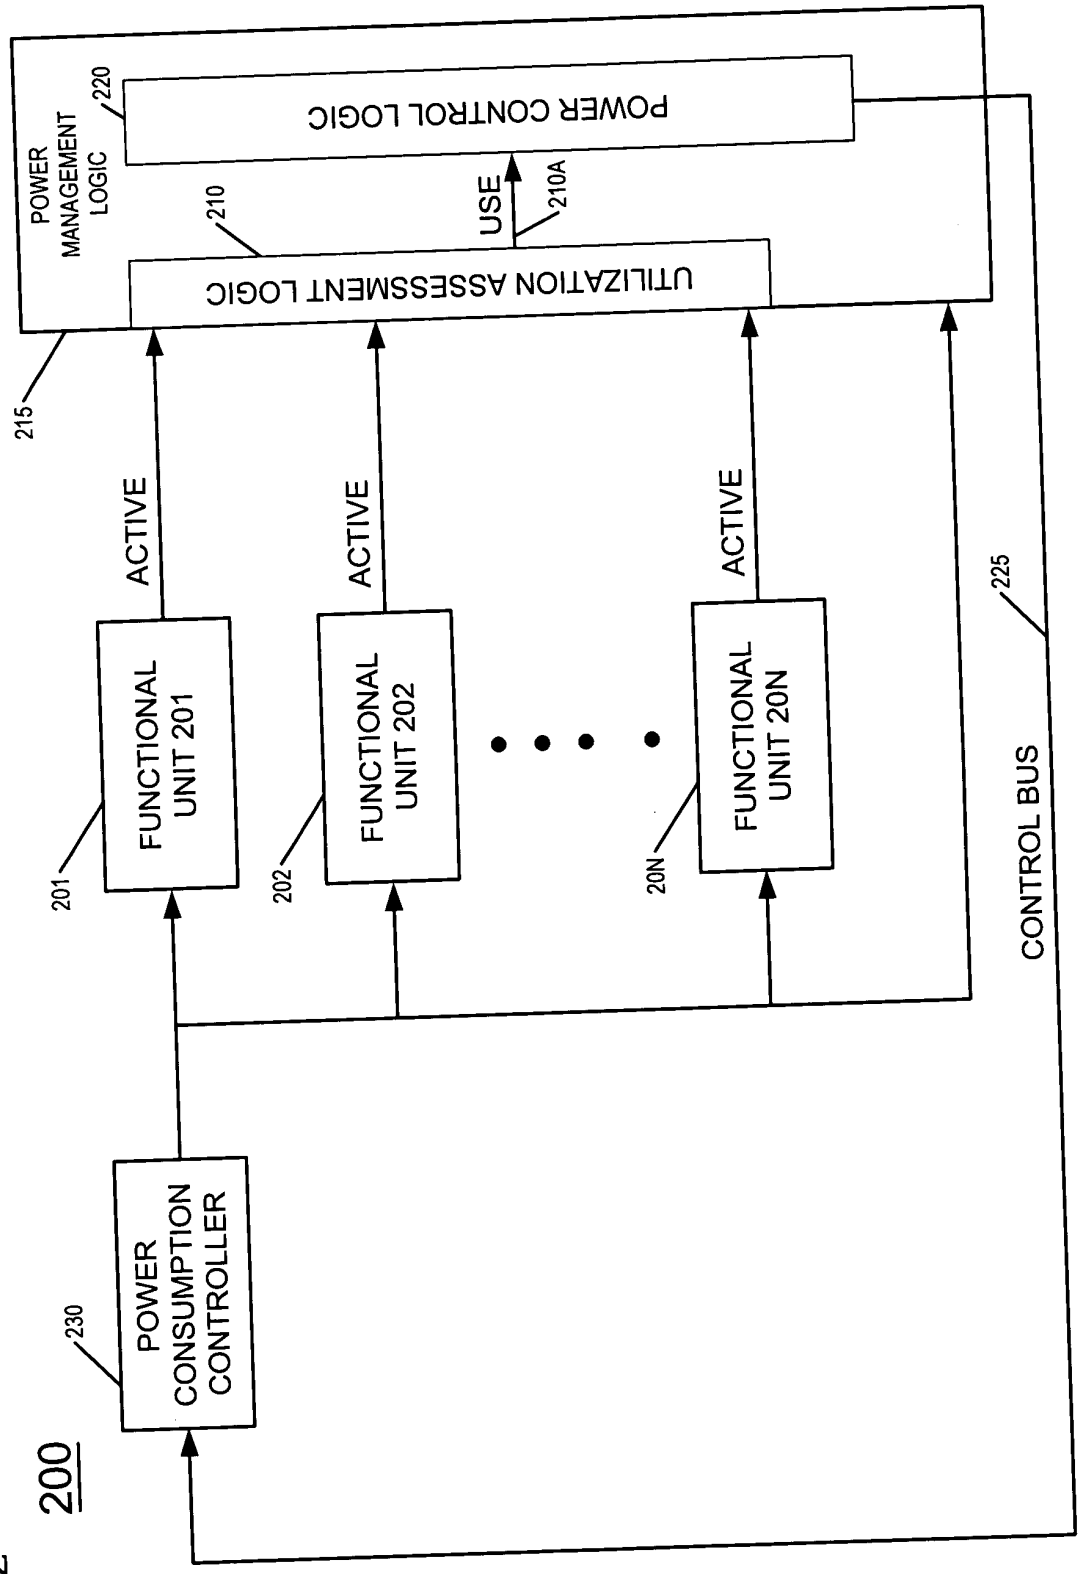 200
POWER
CONSUMPTION
CONTROLLER
230
FUNCTIONAL
UNIT 201
201
FUNCTIONAL
UNIT 202
202
FUNCTIONAL
UNIT 20N
20N
ACTIVE
ACTIVE
ACTIVE
215
POWER
MANAGEMENT
LOGIC
210
UTILIZATION ASSESSMENT LOGIC
USE
210A
220
POWER CONTROL LOGIC
CONTROL BUS
225